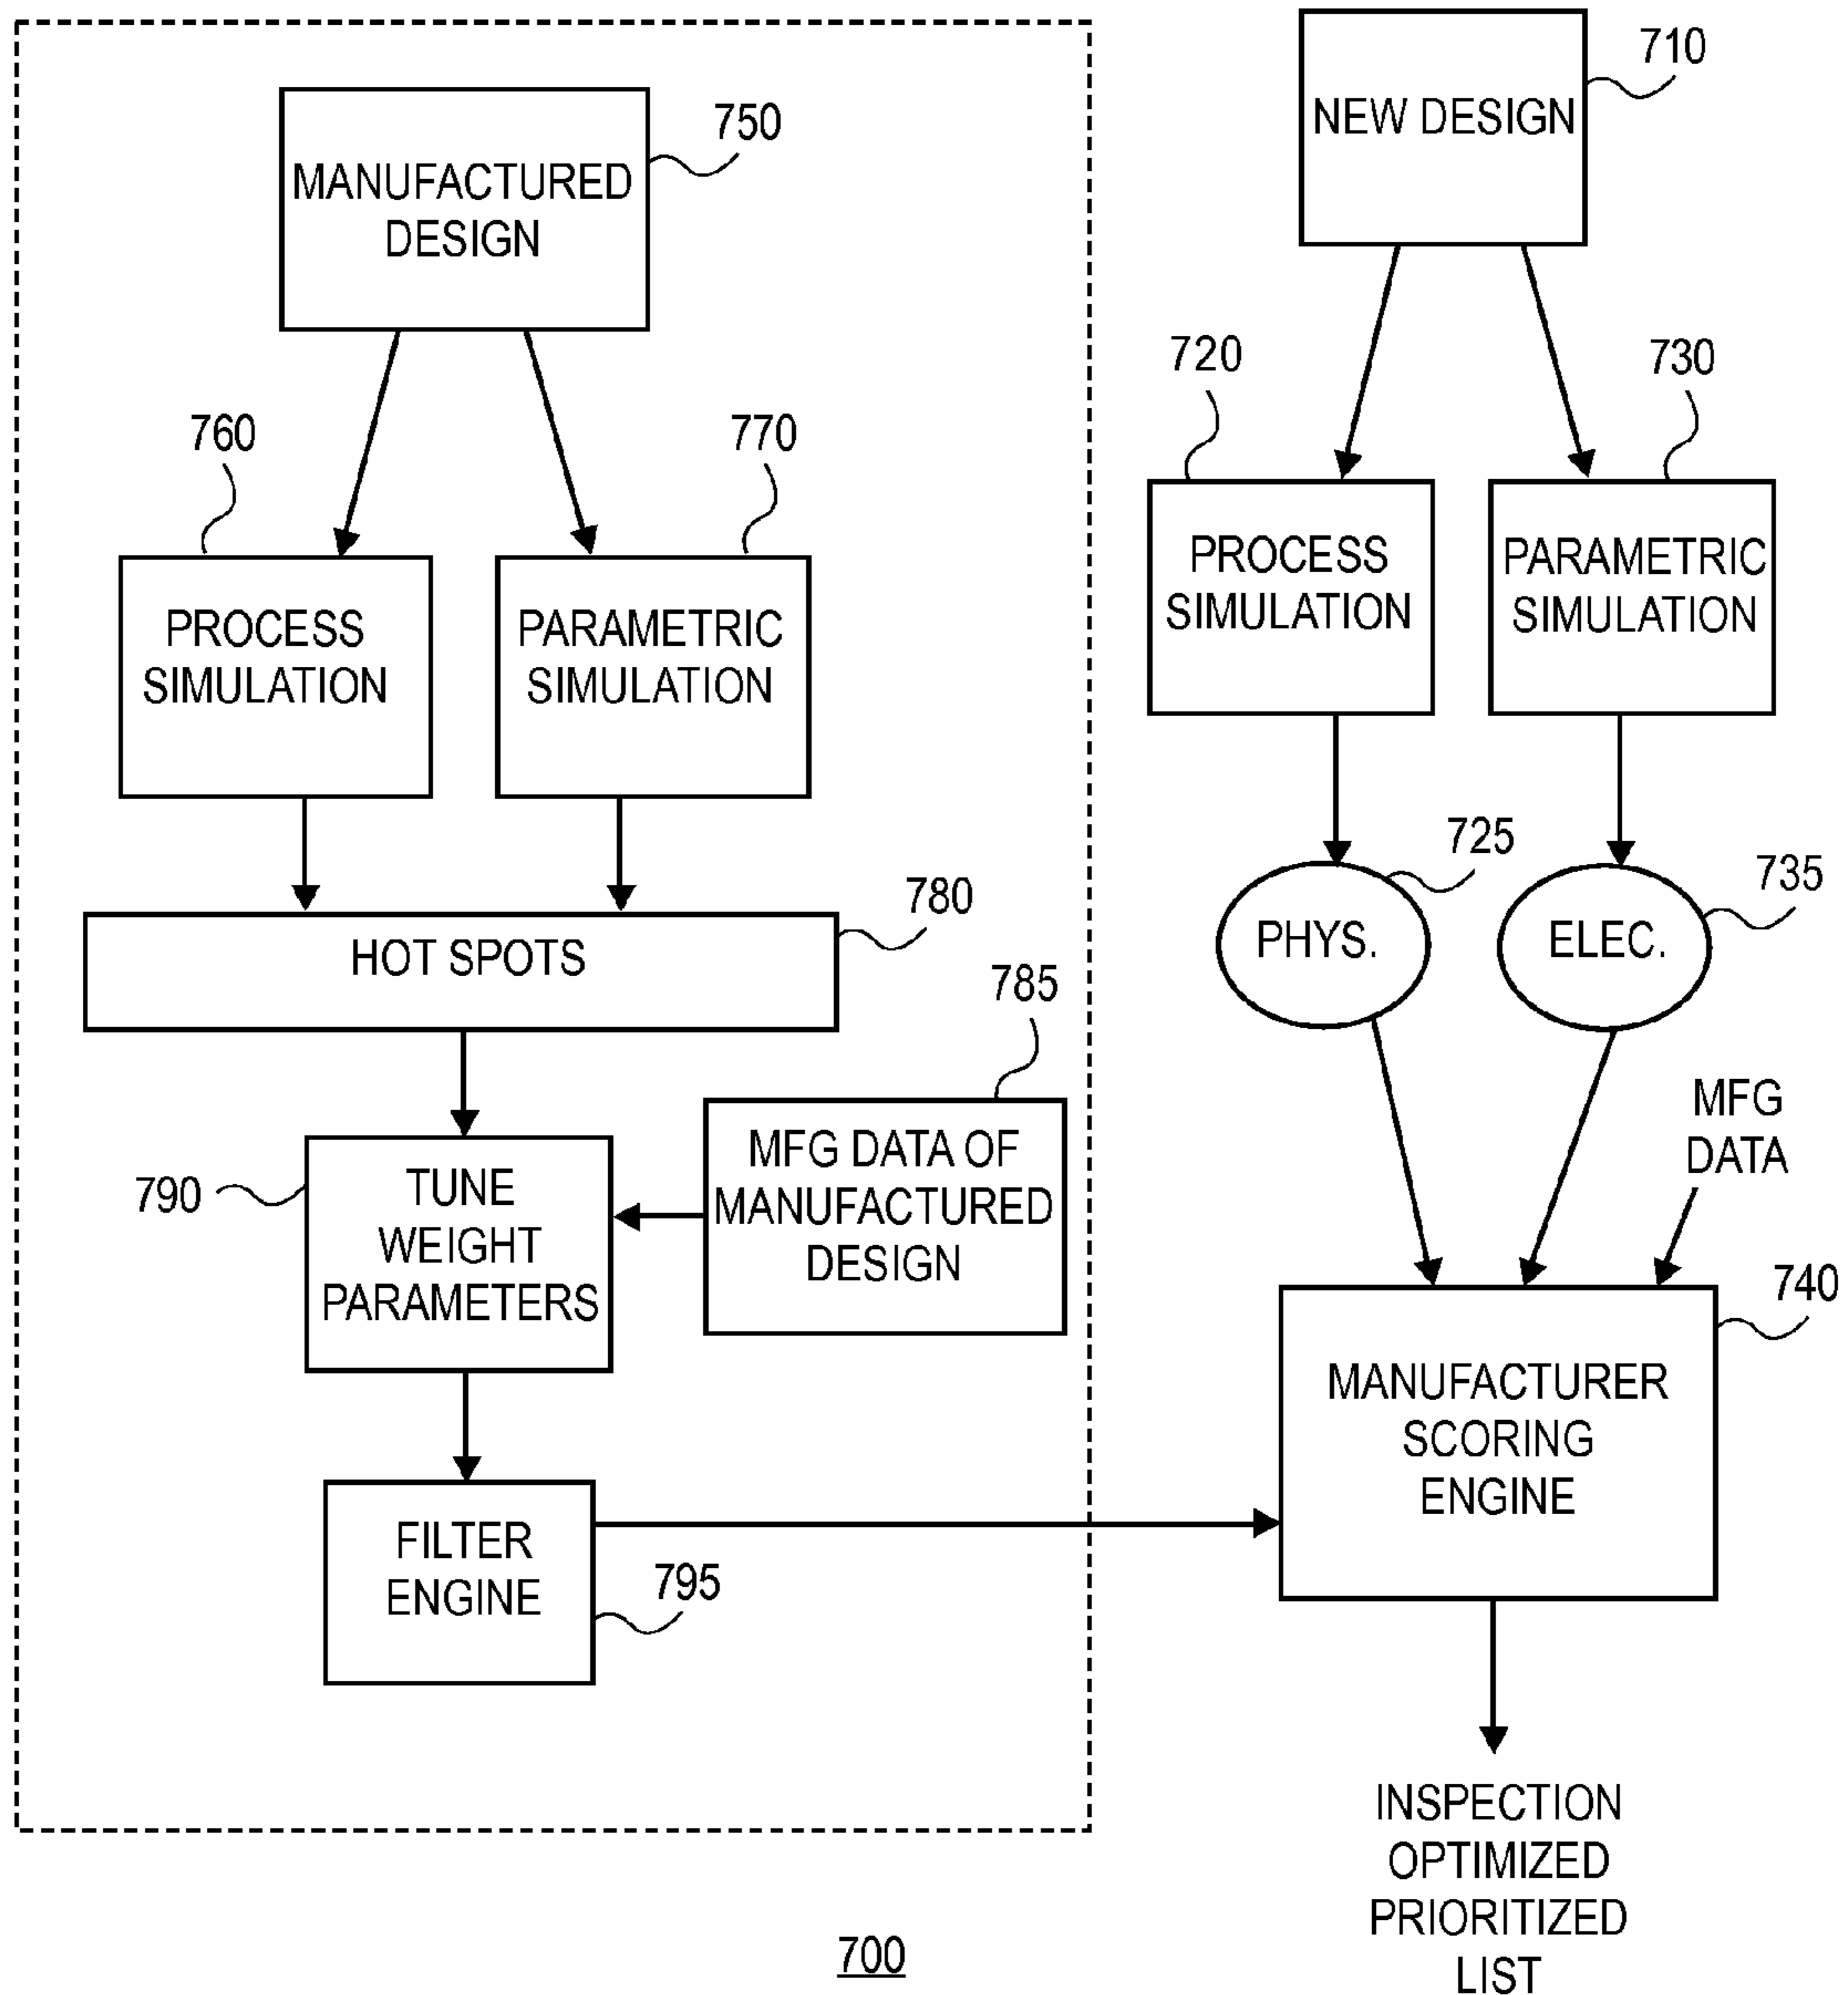 750
MANUFACTURED
DESIGN
760
770
PROCESS
SIMULATION
PARAMETRIC
SIMULATION
780
HOT SPOTS
785
790
TUNE
WEIGHT
PARAMETERS
MFG DATA OF
MANUFACTURED
DESIGN
FILTER
ENGINE
795
710
NEW DESIGN
720
730
PROCESS
SIMULATION
PARAMETRIC
SIMULATION
725
735
PHYS.
ELEC.
MFG
DATA
740
MANUFACTURER
SCORING
ENGINE
INSPECTION
OPTIMIZED
PRIORITIZED
LIST
700